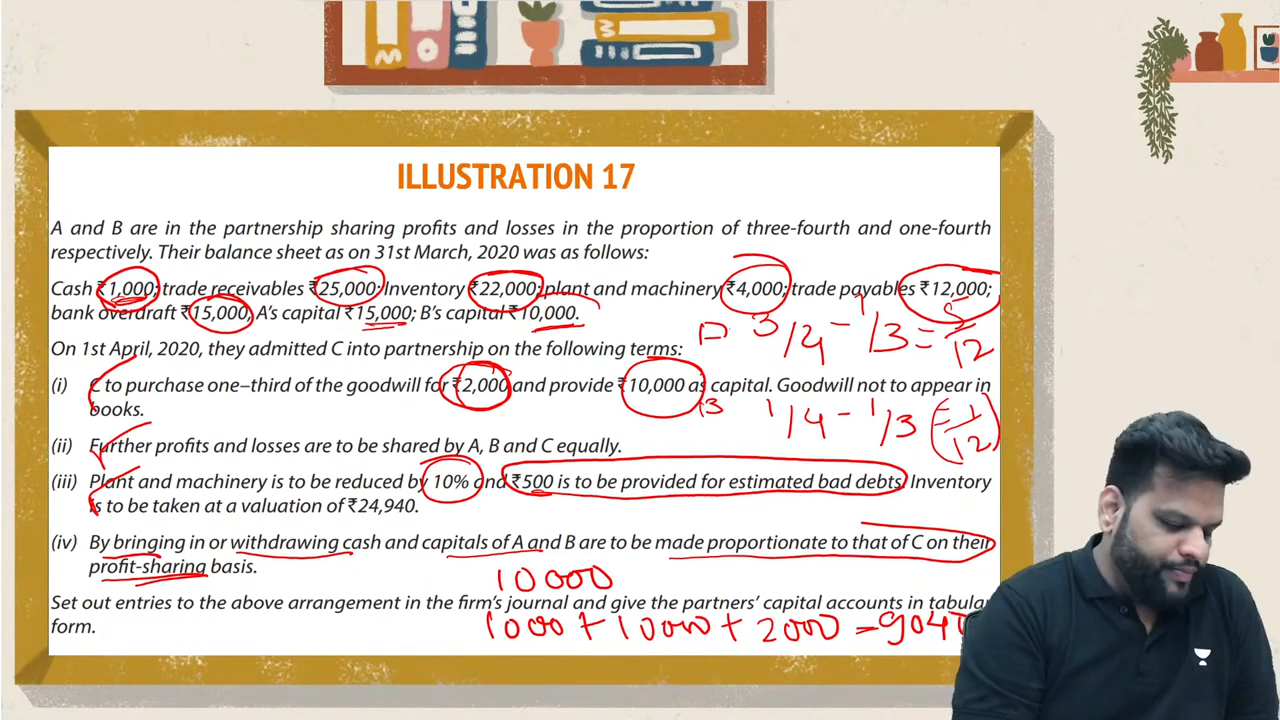 ILLUSTRATION 17
A and B are in the partnership sharing profits and losses in the proportion of three-fourth and one-fourth
respectively. Their balance sheet as on 31st March, 2020 was as follows:
Cash ₹1,000; trade receivables ₹25,000; Inventory ₹22,000; plant and machinery ₹4,000; trade payables ₹12,000;
bank overdraft ₹15,000, A's capital ₹15,000; B's capital ₹10,000.
3/4 - 1/3 = 5/12
On 1st April, 2020, they admitted C into partnership on the following terms:
(i) C to purchase one–third of the goodwill for ₹2,000 and provide ₹10,000 as capital. Goodwill not to appear in
books.
B 1/4 - 1/3 (= -1/12)
(ii) Further profits and losses are to be shared by A, B and C equally.
(iii) Plant and machinery is to be reduced by 10% and ₹500 is to be provided for estimated bad debts. Inventory
is to be taken at a valuation of ₹24,940.
(iv) By bringing in or withdrawing cash and capitals of A and B are to be made proportionate to that of C on their
profit-sharing basis.
10000
Set out entries to the above arrangement in the firm's journal and give the partners' capital accounts in tabular
form.
1000 + 10000 + 2000 = 904